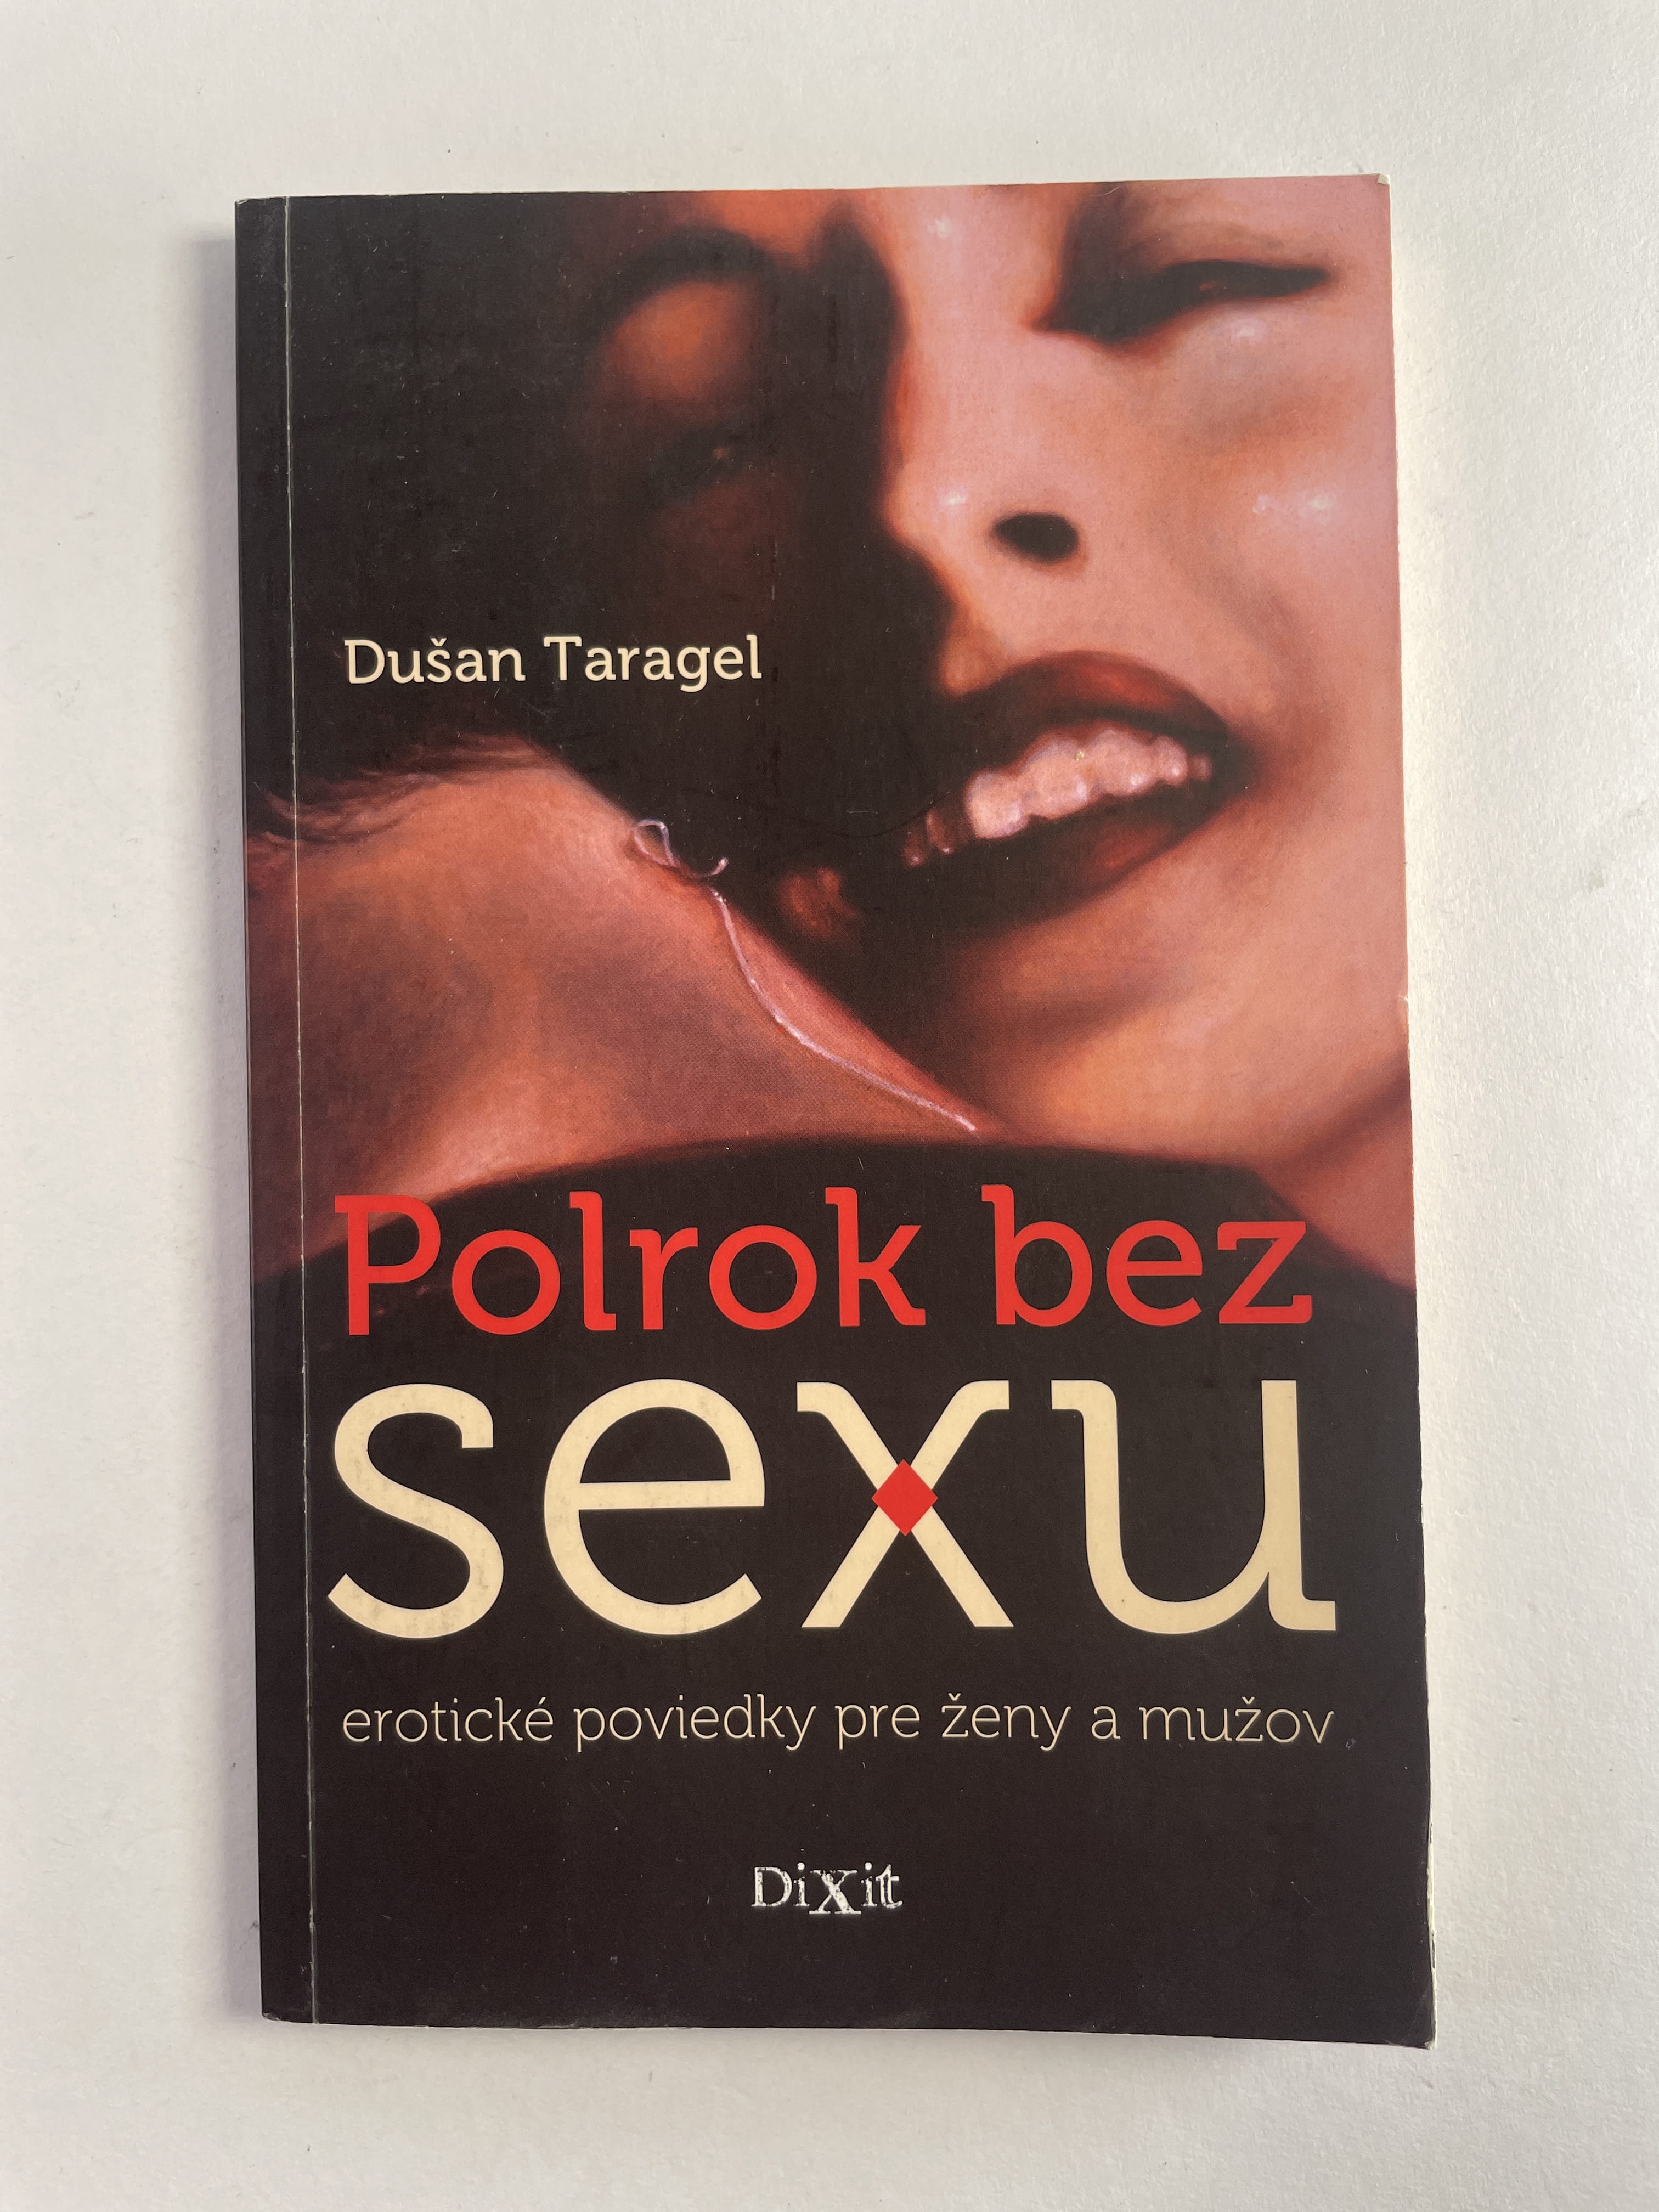 Dušan Taragel
Polrok bez
sexu
erotické poviedky pre ženy a mužov
DiXit